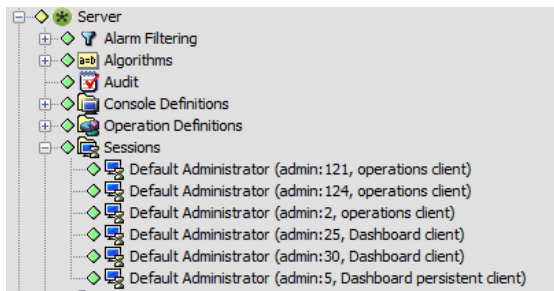 Server
Alarm Filtering
a=b Algorithms
Audit
Console Definitions
Operation Definitions
Sessions
Default Administrator (admin:121, operations client)
Default Administrator (admin:124, operations client)
Default Administrator (admin:2, operations client)
Default Administrator (admin:25, Dashboard client)
Default Administrator (admin:30, Dashboard client)
Default Administrator (admin:5, Dashboard persistent client)